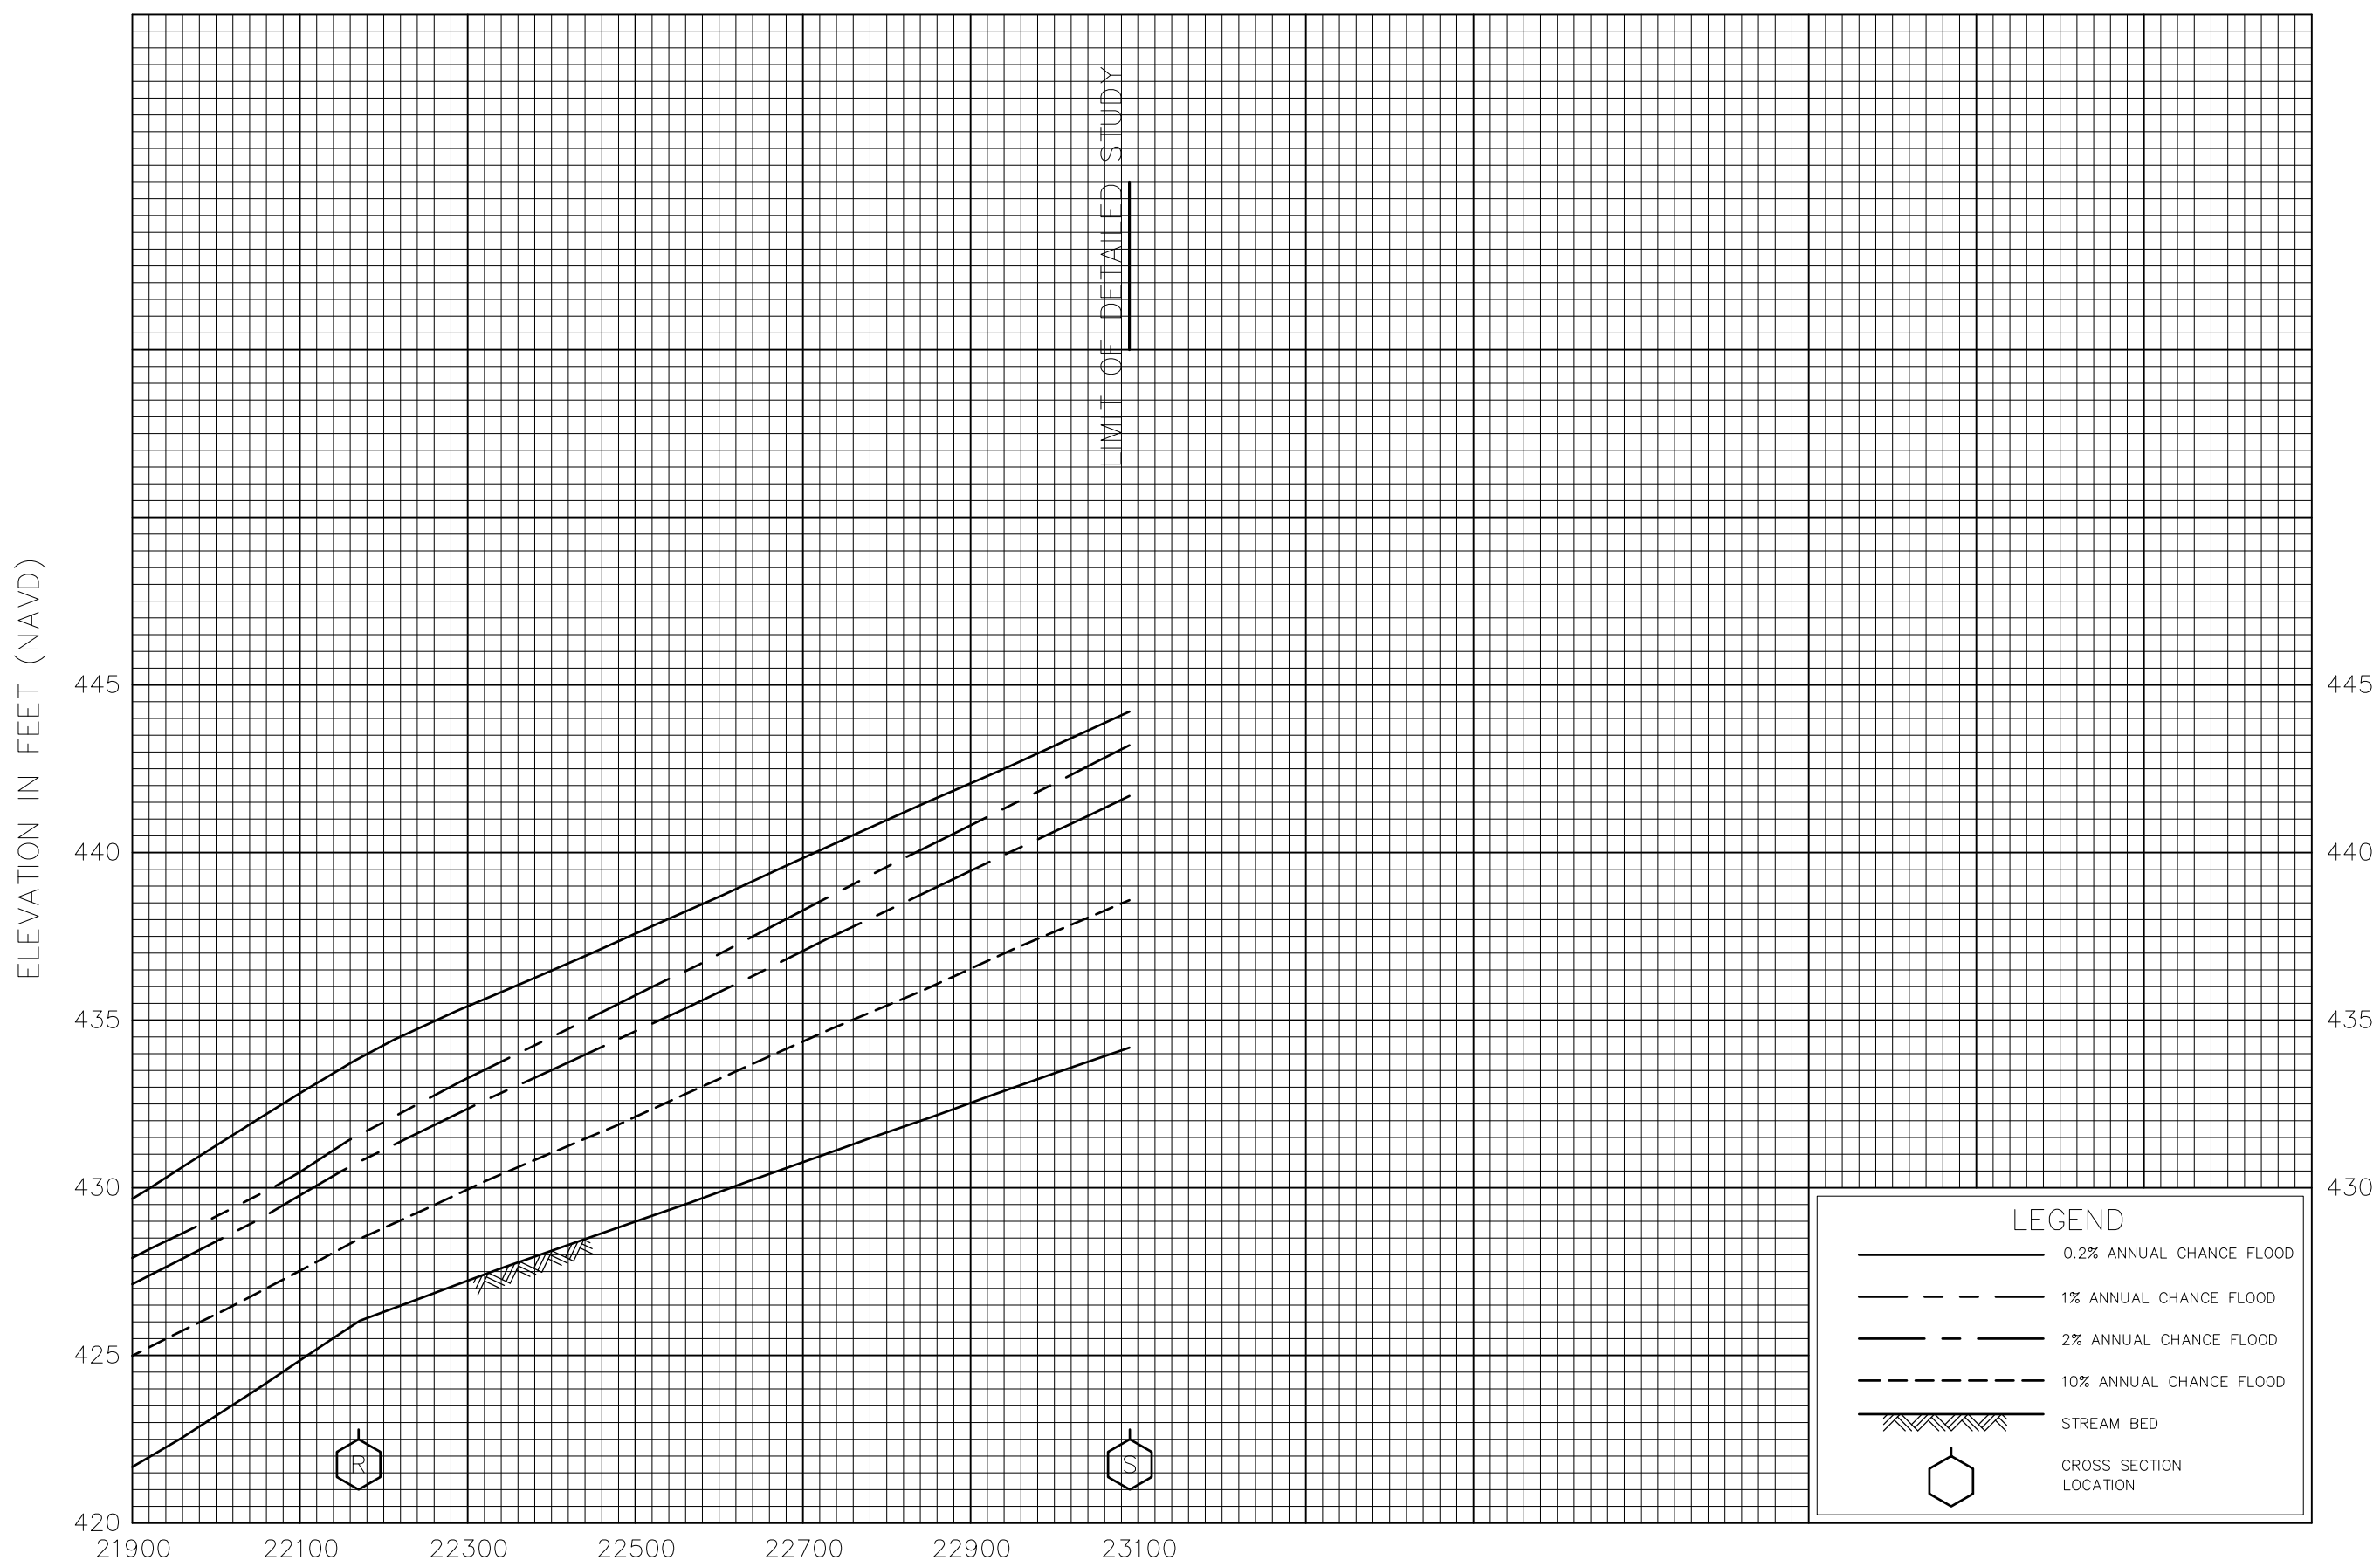 LIMIT OF DETAILED STUDY
ELEVATION IN FEET (NAVD)
445 445
440 440
435 435
430 430
425
420
LEGEND
0.2% ANNUAL CHANCE FLOOD
1% ANNUAL CHANCE FLOOD
2% ANNUAL CHANCE FLOOD
10% ANNUAL CHANCE FLOOD
STREAM BED
CROSS SECTION
LOCATION
R S
21900 22100 22300 22500 22700 22900 23100